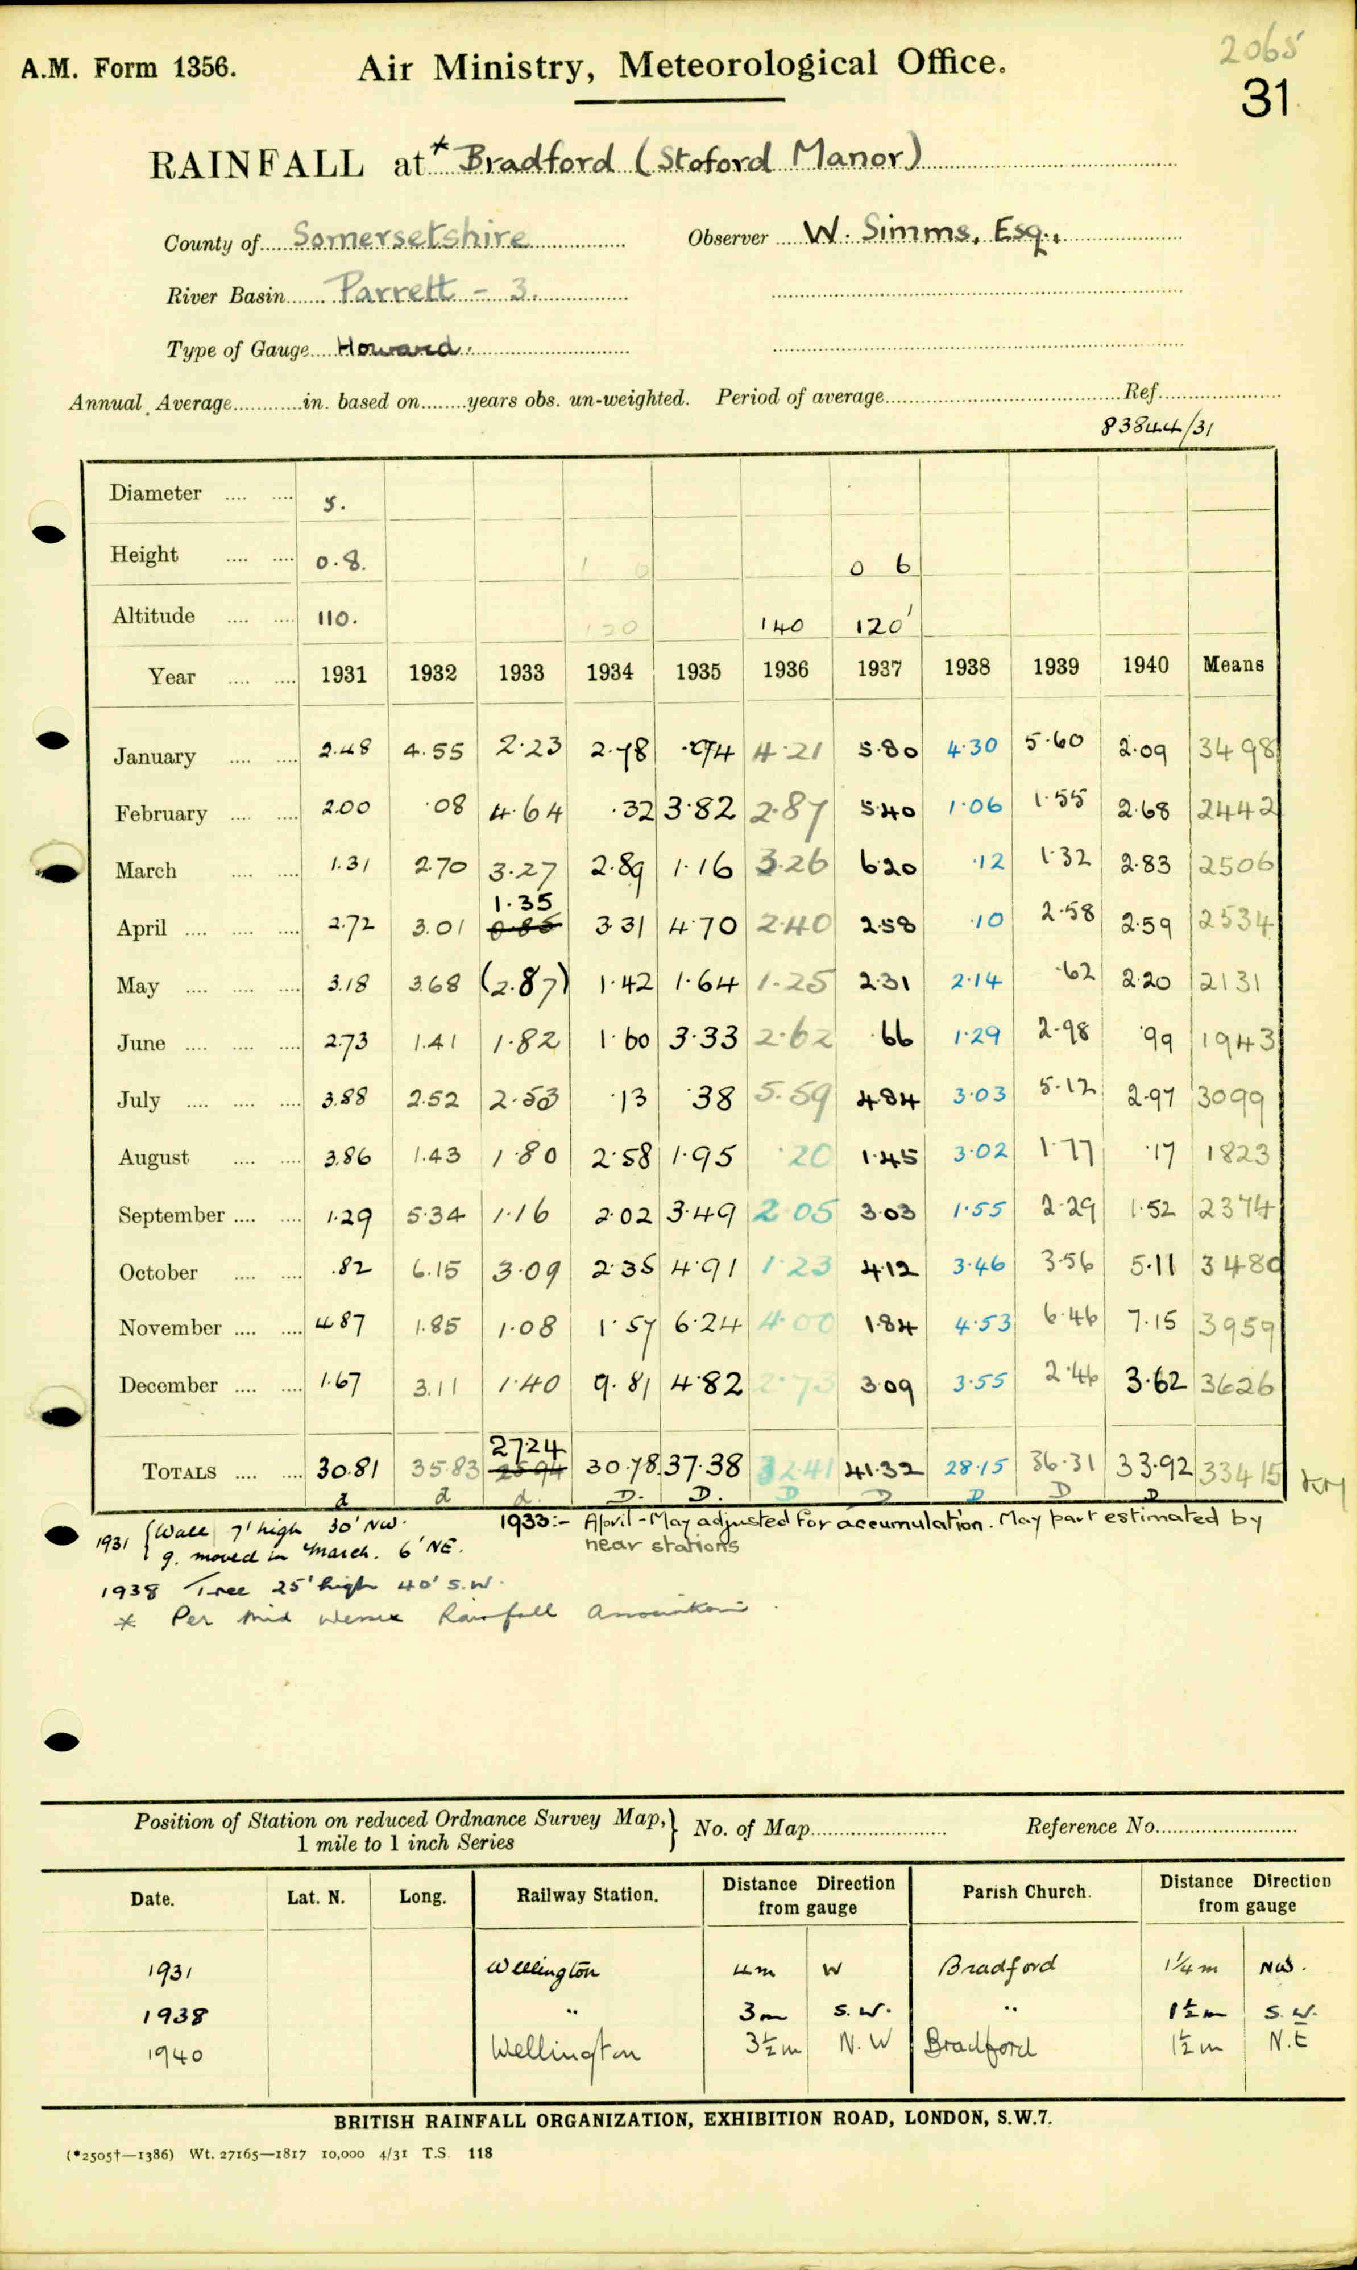 2065
A.M. Form 1356. Air Ministry, Meteorological Office. 31
RAINFALL at* Bradford (Stoford Manor)
County of Somersetshire Observer W. Simms, Esq.,
River Basin Parrett - 3.
Type of Gauge Howard.
Annual Average in. based on years obs. un-weighted. Period of average Ref.
83844/31
Diameter 5.
Height 0.8. 1 0 0 6
Altitude 110. 120 140 120'
Year 1931 1932 1933 1934 1935 1936 1937 1938 1939 1940 Means
January 2.48 4.55 2.23 2.78 .94 4.21 5.80 4.30 5.60 2.09 3498
February 2.00 .08 4.64 .32 3.82 2.87 5.40 1.06 1.55 2.68 2442
March 1.31 2.70 3.27 2.89 1.16 3.26 6.20 .12 1.32 2.83 2506
1.35
April 2.72 3.01 0.85 3.31 4.70 2.40 2.58 .10 2.58 2.59 2534
May 3.18 3.68 (2.87) 1.42 1.64 1.25 2.31 2.14 .62 2.20 2131
June 2.73 1.41 1.82 1.60 3.33 2.62 .66 1.29 2.98 .99 1943
July 3.88 2.52 2.53 .13 .38 5.59 4.84 3.03 5.12 2.97 3099
August 3.86 1.43 1.80 2.58 1.95 .20 1.45 3.02 1.77 .17 1823
September 1.29 5.34 1.16 2.02 3.49 2.05 3.03 1.55 2.29 1.52 2374
October .82 6.15 3.09 2.35 4.91 1.23 4.12 3.46 3.56 5.11 3480
November 4.87 1.85 1.08 1.57 6.24 4.00 1.84 4.53 6.46 7.15 3959
December 1.67 3.11 1.40 9.81 4.82 2.73 3.09 3.55 2.46 3.62 3626
27.24
TOTALS 30.81 35.83 25.94 30.78 37.38 32.41 41.32 28.15 36.31 33.92 33415
d d d. D. D. D D D D D
1931 {Wall 7' high 30' NW.
g. moved in March. 6' NE.
1933:- April-May adjusted for accumulation. May part estimated by
near stations
1938 Tree 25' high 40' S.W.
* Per Mid Wessex Rainfall Association.
Position of Station on reduced Ordnance Survey Map, } No. of Map Reference No.
1 mile to 1 inch Series
Date. Lat. N. Long. Railway Station. Distance Direction from gauge Parish Church. Distance Direction from gauge
1931 Wellington 4m W Bradford 1¼m NW.
1938 " 3m S.W. " 1½m S.W.
1940 Wellington 3½m N.W Bradford 1½m N.E
BRITISH RAINFALL ORGANIZATION, EXHIBITION ROAD, LONDON, S.W.7.
(*2505†—1386) Wt. 27165—1817 10,000 4/31 T.S. 118